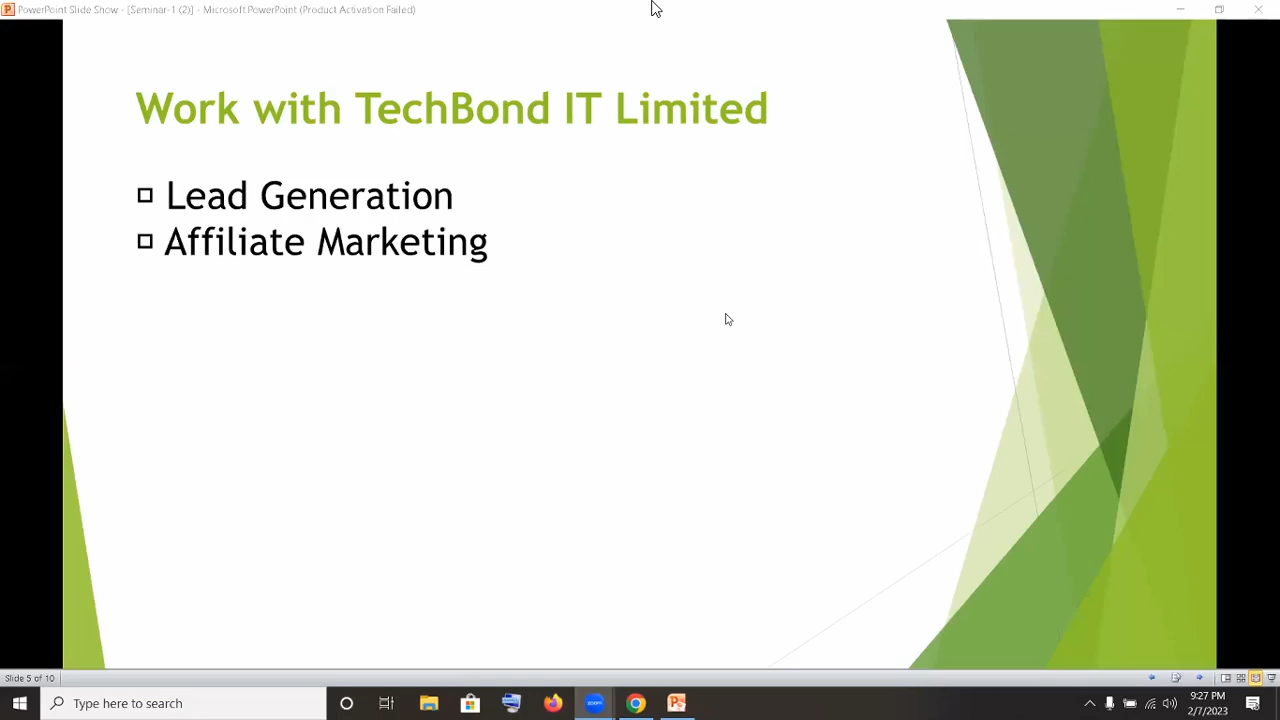 PowerPoint Slide Show - [Seminar-1 (2)] - Microsoft PowerPoint (Product Activation Failed)
Work with TechBond IT Limited
Lead Generation
Affiliate Marketing
Slide 5 of 10
Type here to search
zoom
9:27 PM
2/7/2023